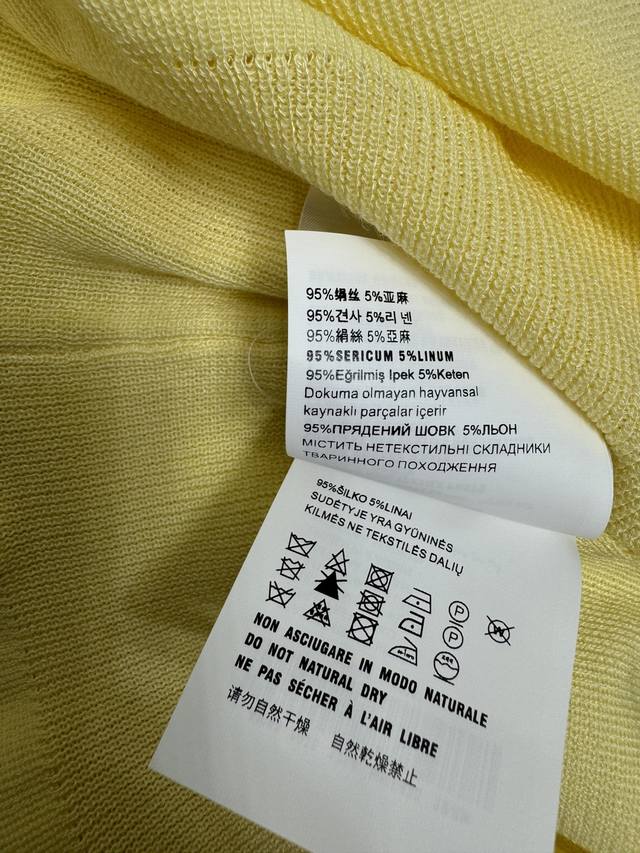 95%绢丝 5%亚麻
95%견사 5%리넨
95%絹絲 5%亞麻
95%SERICUM 5%LINUM
95%Eğrilmiş Ipek 5%Keten
Dokuma olmayan hayvansal
kaynaklı parçalar içerir
95%ПРЯДЕНИЙ ШОВК 5%ЛЬОН
МІСТИТЬ НЕТЕКСТИЛЬНІ СКЛАДНИКИ
ТВАРИННОГО ПОХОДЖЕННЯ
95%ŠILKO 5%LINAI
SUDĖTYJE YRA GYŪNINĖS
KILMĖS NE TEKSTILĖS DALIŲ
P
P W
NON ASCIUGARE IN MODO NATURALE
DO NOT NATURAL DRY
NE PAS SÉCHER À L'AIR LIBRE
请勿自然干燥 自然乾燥禁止